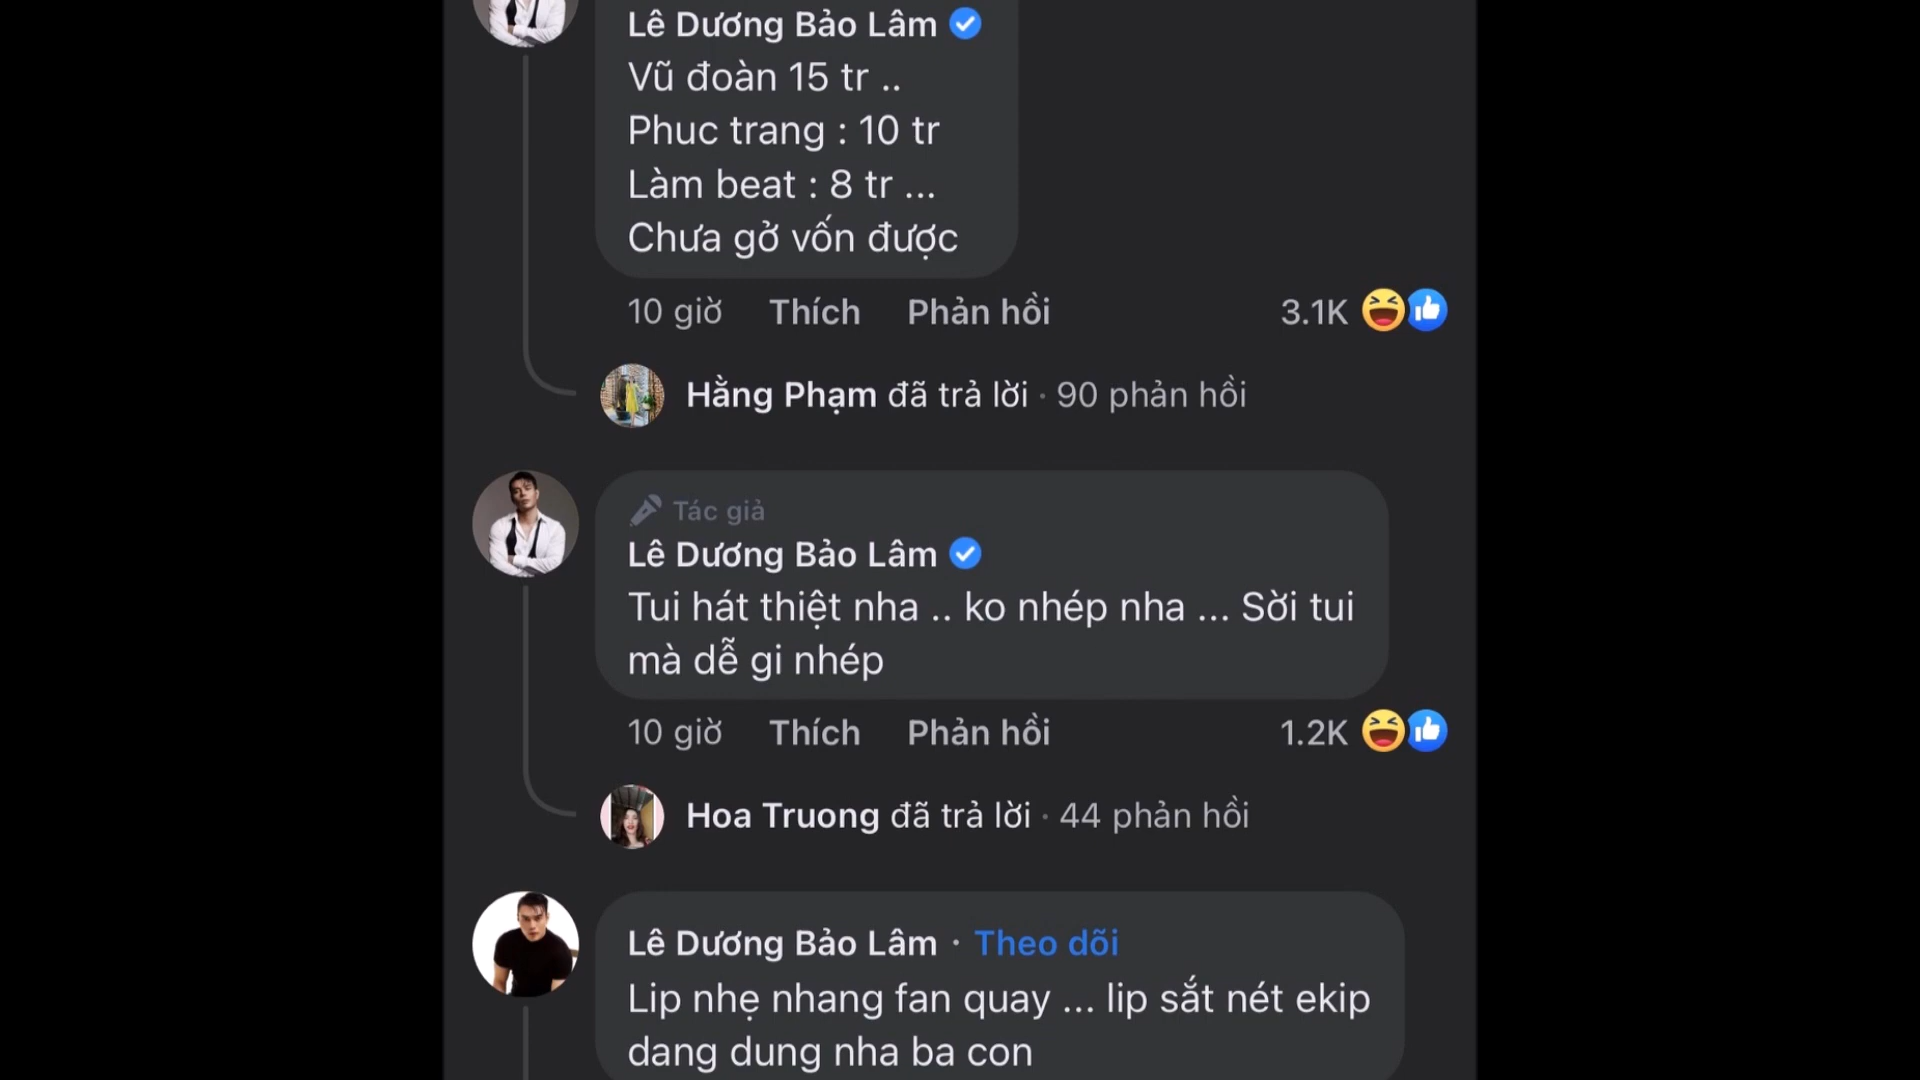 Lê Dương Bảo Lâm
Vũ đoàn 15 tr ..
Phuc trang : 10 tr
Làm beat : 8 tr ...
Chưa gở vốn được
10 giờ Thích Phản hồi 3.1K
Hằng Phạm đã trả lời · 90 phản hồi
Tác giả
Lê Dương Bảo Lâm
Tui hát thiệt nha .. ko nhép nha ... Sời tui
mà dễ gi nhép
10 giờ Thích Phản hồi 1.2K
Hoa Truong đã trả lời · 44 phản hồi
Lê Dương Bảo Lâm · Theo dõi
Lip nhẹ nhang fan quay ... lip sắt nét ekip
dang dung nha ba con